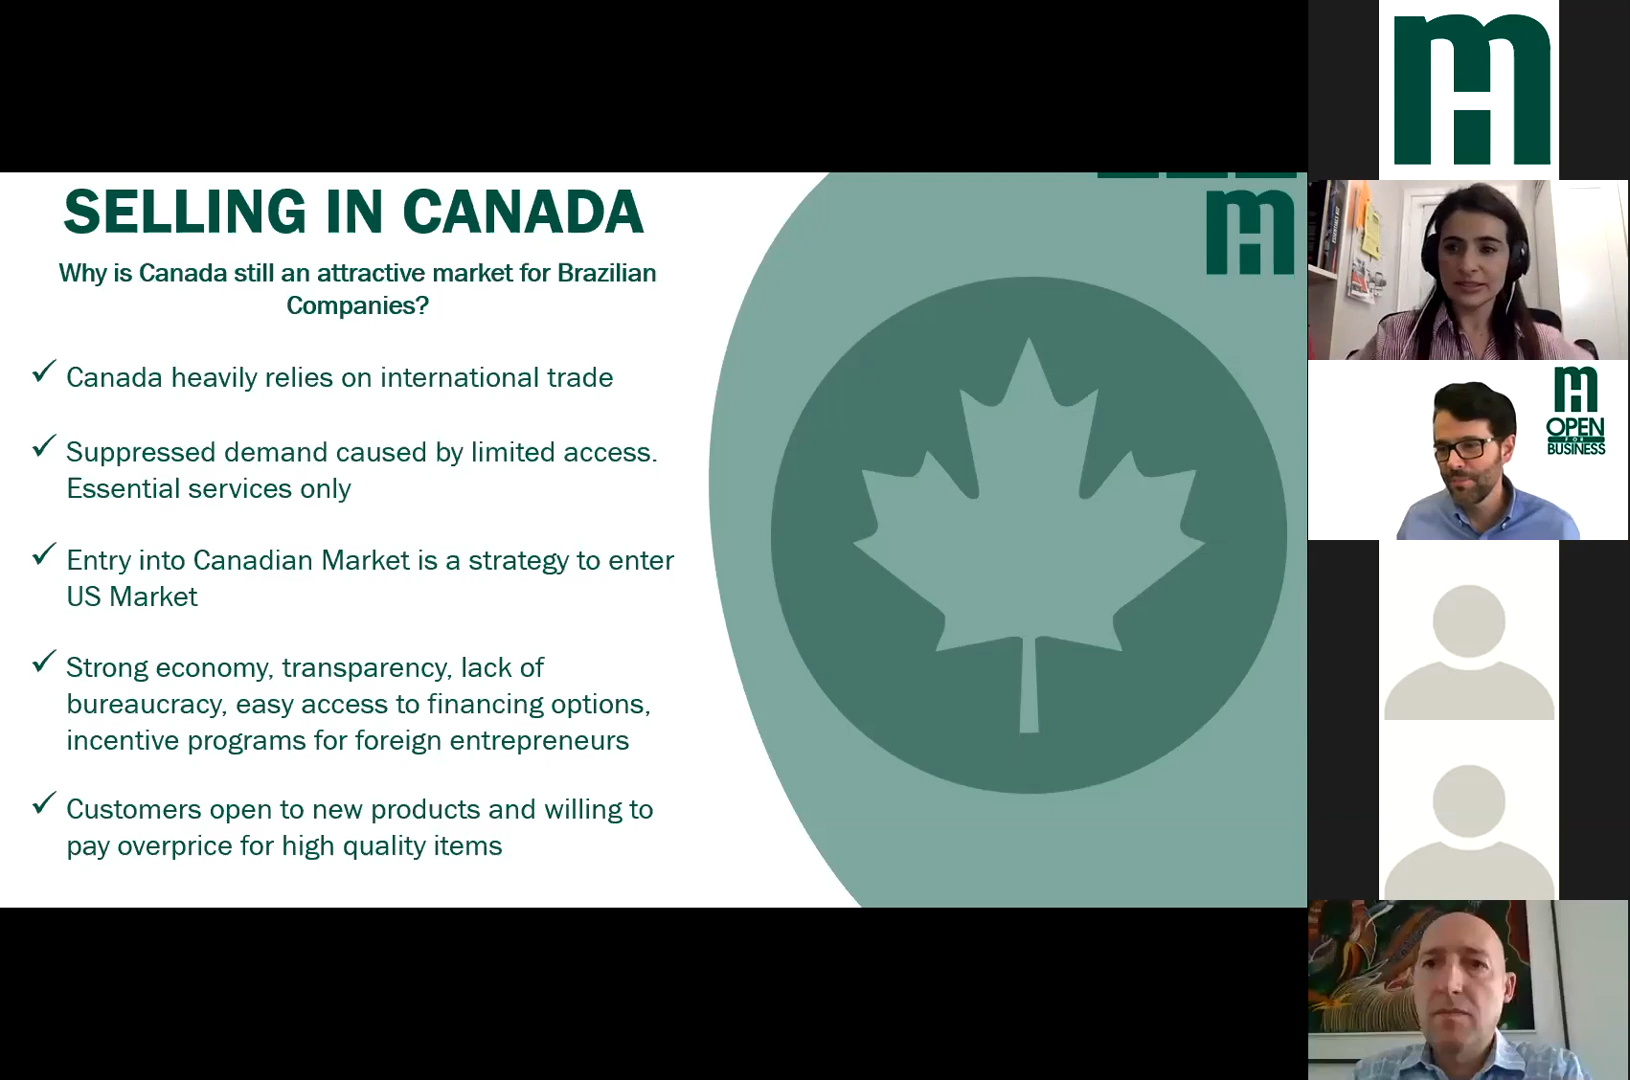 SELLING IN CANADA
Why is Canada still an attractive market for Brazilian
Companies?
✓ Canada heavily relies on international trade
✓ Suppressed demand caused by limited access.
Essential services only
✓ Entry into Canadian Market is a strategy to enter
US Market
✓ Strong economy, transparency, lack of
bureaucracy, easy access to financing options,
incentive programs for foreign entrepreneurs
✓ Customers open to new products and willing to
pay overprice for high quality items
mH
mH
mH
OPEN
FOR
BUSINESS